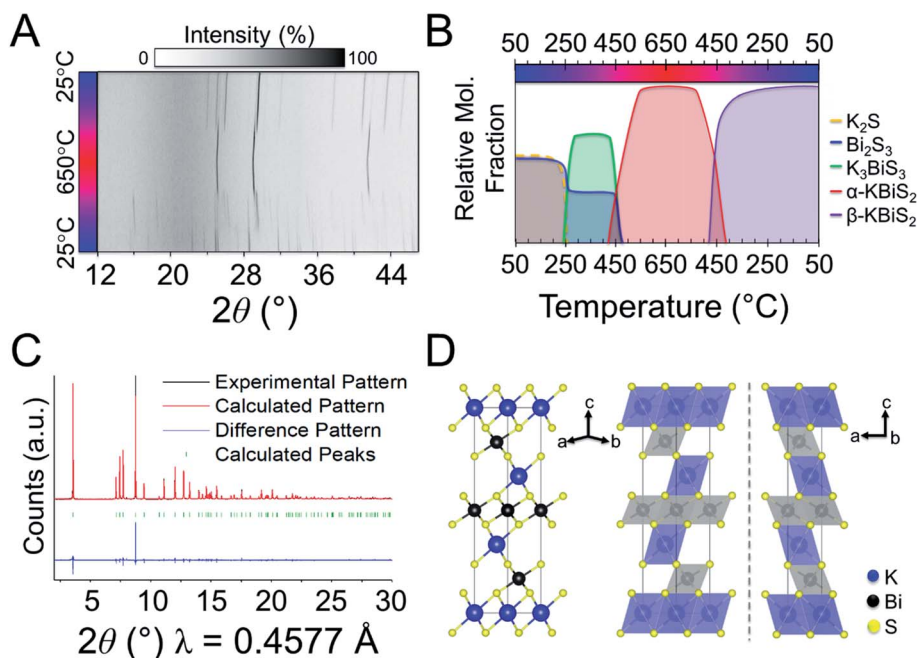 A
Intensity (%)
0 100
25°C
650°C
25°C
12 20 28 36 44
2θ (°)
B
50 250 450 650 450 250 50
Relative Mol.
Fraction
K₂S
Bi₂S₃
K₃BiS₃
α-KBiS₂
β-KBiS₂
50 250 450 650 450 250 50
Temperature (°C)
C
Experimental Pattern
Calculated Pattern
Difference Pattern
Calculated Peaks
Counts (a.u.)
5 10 15 20 25 30
2θ (°) λ = 0.4577 Å
D
c
a b
c
a b
K
Bi
S